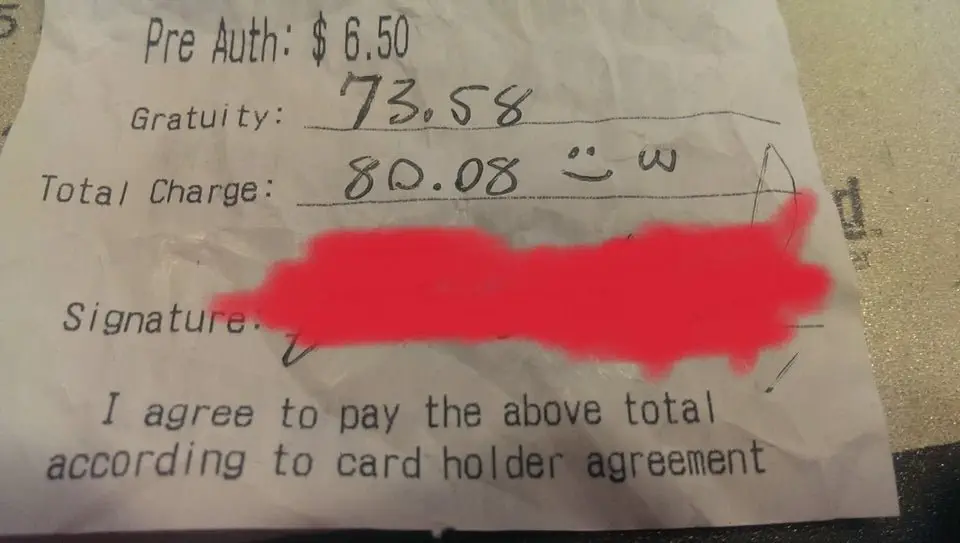 Pre Auth: $ 6.50
Gratuity: 73.58
Total Charge: 80.08
Signature:
I agree to pay the above total
according to card holder agreement